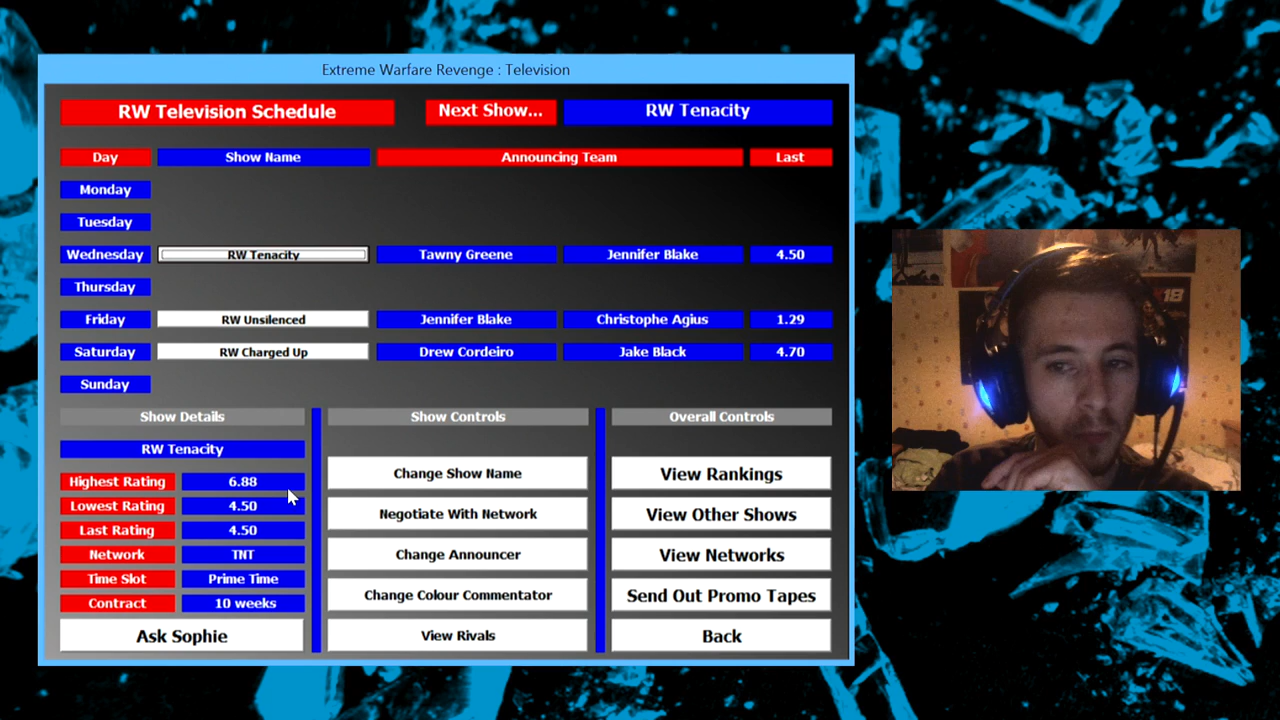 Extreme Warfare Revenge : Television
RW Television Schedule Next Show... RW Tenacity
Day Show Name Announcing Team Last
Monday
Tuesday
Wednesday RW Tenacity Tawny Greene Jennifer Blake 4.50
Thursday
Friday RW Unsilenced Jennifer Blake Christophe Agius 1.29
Saturday RW Charged Up Drew Cordeiro Jake Black 4.70
Sunday
Show Details Show Controls Overall Controls
RW Tenacity
Highest Rating 6.88 Change Show Name View Rankings
Lowest Rating 4.50 Negotiate With Network View Other Shows
Last Rating 4.50
Network TNT Change Announcer View Networks
Time Slot Prime Time
Contract 10 weeks Change Colour Commentator Send Out Promo Tapes
Ask Sophie View Rivals Back
18